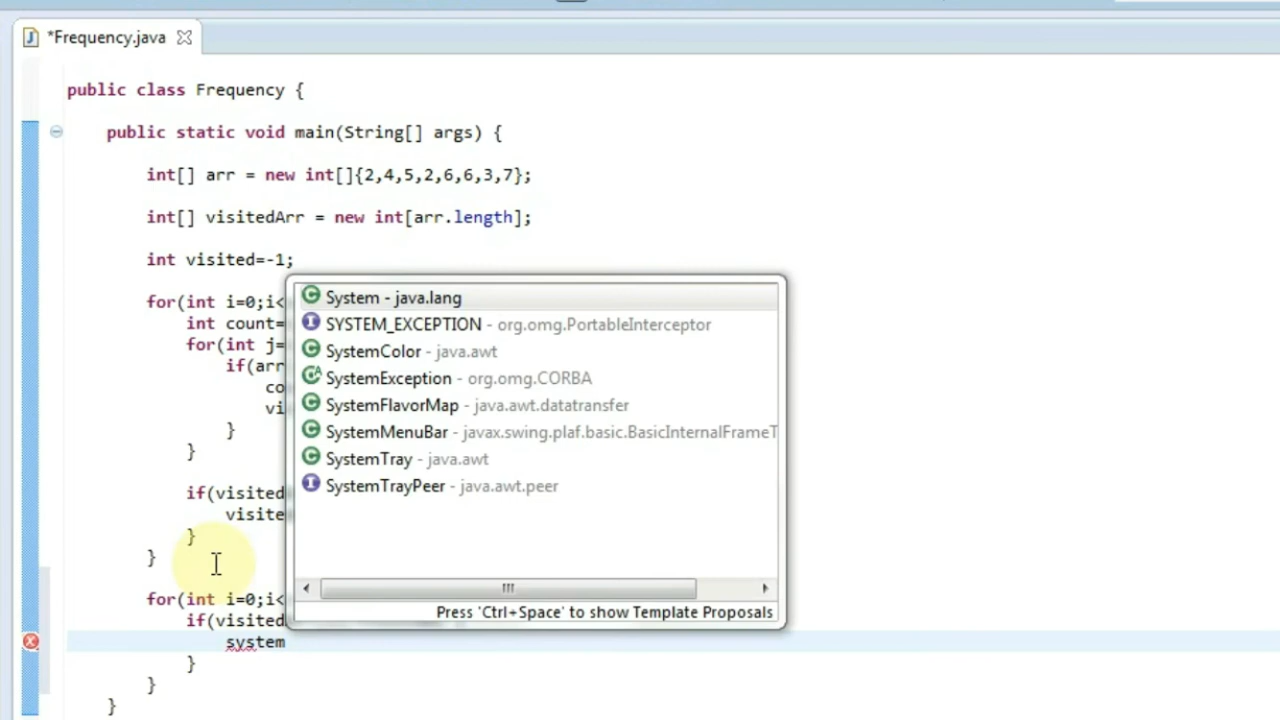 *Frequency.java
public class Frequency {
public static void main(String[] args) {
int[] arr = new int[]{2,4,5,2,6,6,3,7};
int[] visitedArr = new int[arr.length];
int visited=-1;
for(int i=0;i<
System - java.lang
int count=
SYSTEM_EXCEPTION - org.omg.PortableInterceptor
for(int j=
SystemColor - java.awt
if(arr
SystemException - org.omg.CORBA
co
SystemFlavorMap - java.awt.datatransfer
vi
}
SystemMenuBar - javax.swing.plaf.basic.BasicInternalFrameT
}
SystemTray - java.awt
if(visited
SystemTrayPeer - java.awt.peer
visite
}
}
for(int i=0;i<
Press 'Ctrl+Space' to show Template Proposals
if(visited
system
}
}
}